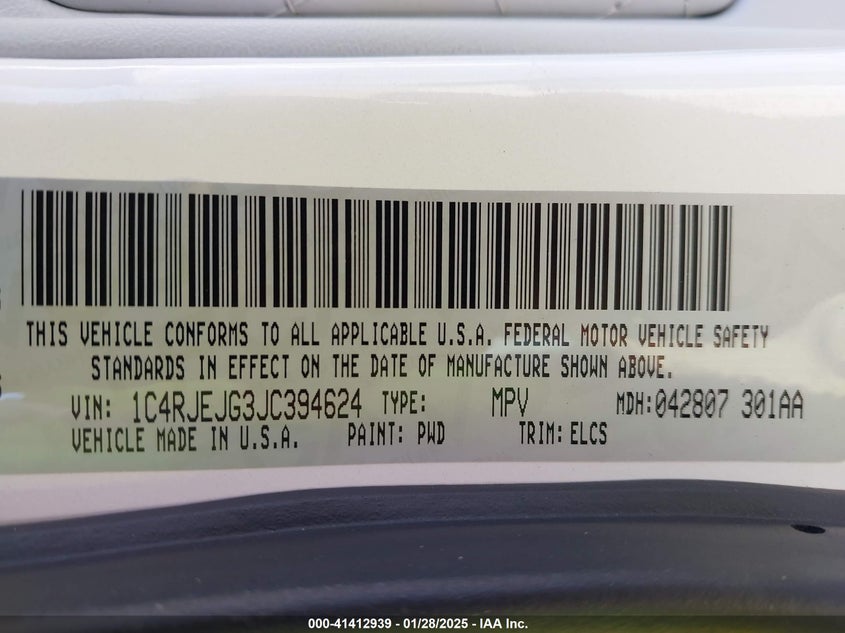 THIS VEHICLE CONFORMS TO ALL APPLICABLE U.S.A. FEDERAL MOTOR VEHICLE SAFETY
STANDARDS IN EFFECT ON THE DATE OF MANUFACTURE SHOWN ABOVE.
VIN: 1C4RJEJG3JC394624 TYPE: MPV MDH:042807 301AA
VEHICLE MADE IN U.S.A. PAINT: PWD TRIM: ELCS
000-41412939 - 01/28/2025 - IAA Inc.